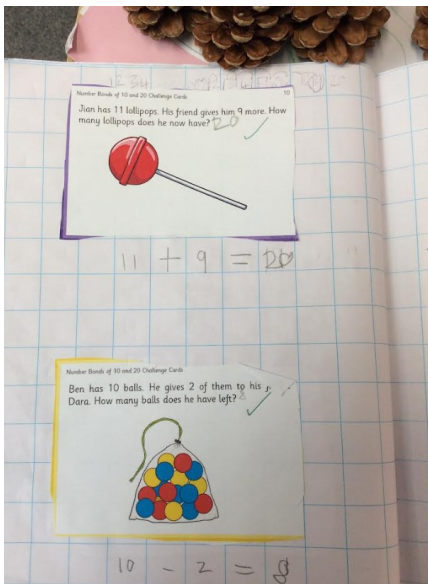 Number Bonds of 10 and 20 Challenge Cards 10
Jian has 11 lollipops. His friend gives him 9 more. How
many lollipops does he now have? 20
11 + 9 = 20
Number Bonds of 10 and 20 Challenge Cards
Ben has 10 balls. He gives 2 of them to his
Dara. How many balls does he have left? 8
10 - 2 = 8